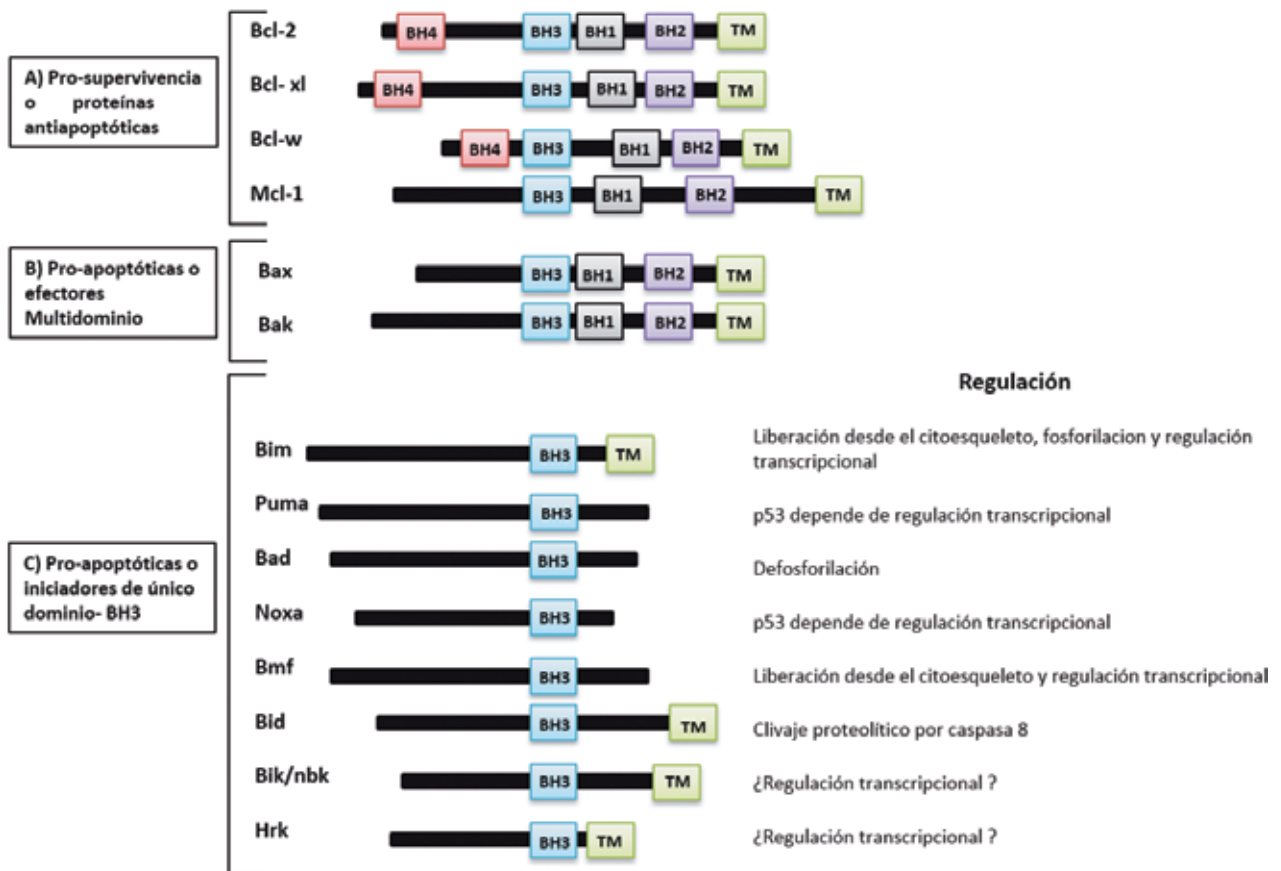 A) Pro-supervivencia
o proteínas
antiapoptóticas
Bcl-2
BH4 BH3 BH1 BH2 TM
Bcl- xl
BH4 BH3 BH1 BH2 TM
Bcl-w
BH4 BH3 BH1 BH2 TM
Mcl-1
BH3 BH1 BH2 TM
B) Pro-apoptóticas o
efectores
Multidominio
Bax
BH3 BH1 BH2 TM
Bak
BH3 BH1 BH2 TM
C) Pro-apoptóticas o
iniciadores de único
dominio- BH3
Regulación
Bim
BH3 TM
Liberación desde el citoesqueleto, fosforilacion y regulación
transcripcional
Puma
BH3
p53 depende de regulación transcripcional
Bad
BH3
Defosforilación
Noxa
BH3
p53 depende de regulación transcripcional
Bmf
BH3
Liberación desde el citoesqueleto y regulación transcripcional
Bid
BH3 TM
Clivaje proteolítico por caspasa 8
Bik/nbk
BH3 TM
¿Regulación transcripcional ?
Hrk
BH3 TM
¿Regulación transcripcional ?